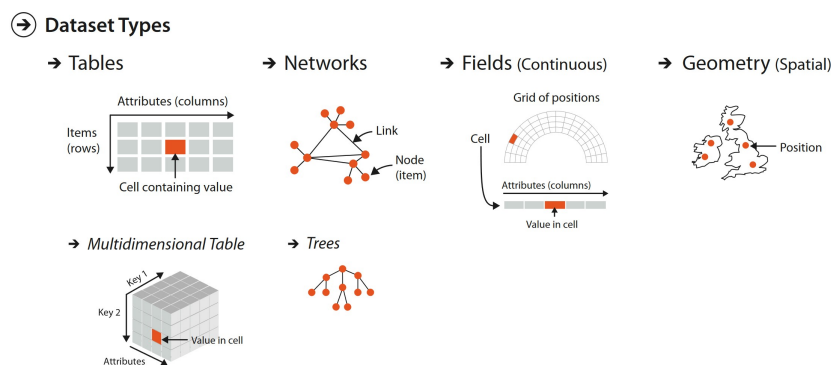 Dataset Types
Tables
Networks
Fields (Continuous)
Geometry (Spatial)
Attributes (columns)
Items
(rows)
Cell containing value
Link
Node
(item)
Grid of positions
Cell
Attributes (columns)
Value in cell
Position
Multidimensional Table
Trees
Key 1
Key 2
Value in cell
Attributes